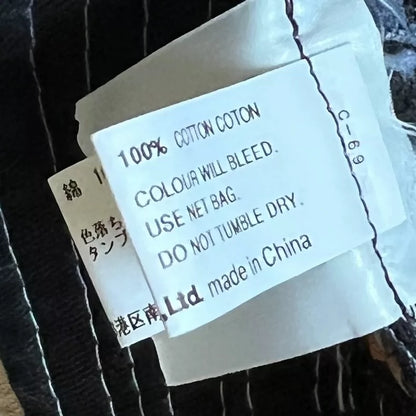 100% COTTON COTON
COLOUR WILL BLEED.
USE NET BAG.
DO NOT TUMBLE DRY.
Ltd. made in China
C-69
綿
色落ち
タンブ
港区南